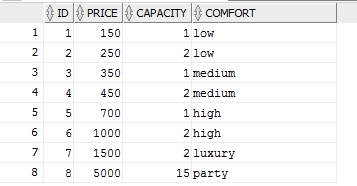 ID PRICE CAPACITY COMFORT
1 1 150 1 low
2 2 250 2 low
3 3 350 1 medium
4 4 450 2 medium
5 5 700 1 high
6 6 1000 2 high
7 7 1500 2 luxury
8 8 5000 15 party